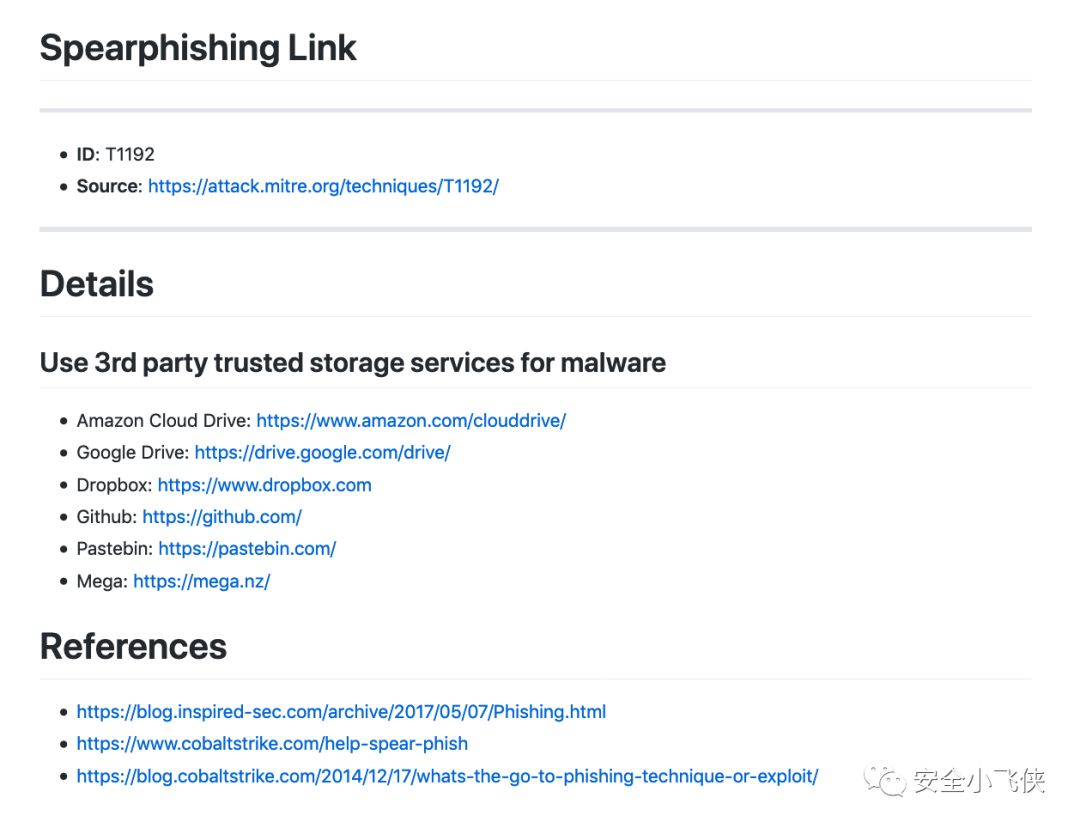 Spearphishing Link
ID: T1192
Source: https://attack.mitre.org/techniques/T1192/
Details
Use 3rd party trusted storage services for malware
Amazon Cloud Drive: https://www.amazon.com/clouddrive/
Google Drive: https://drive.google.com/drive/
Dropbox: https://www.dropbox.com
Github: https://github.com/
Pastebin: https://pastebin.com/
Mega: https://mega.nz/
References
https://blog.inspired-sec.com/archive/2017/05/07/Phishing.html
https://www.cobaltstrike.com/help-spear-phish
https://blog.cobaltstrike.com/2014/12/17/whats-the-go-to-phishing-technique-or-exploit/
安全小飞侠